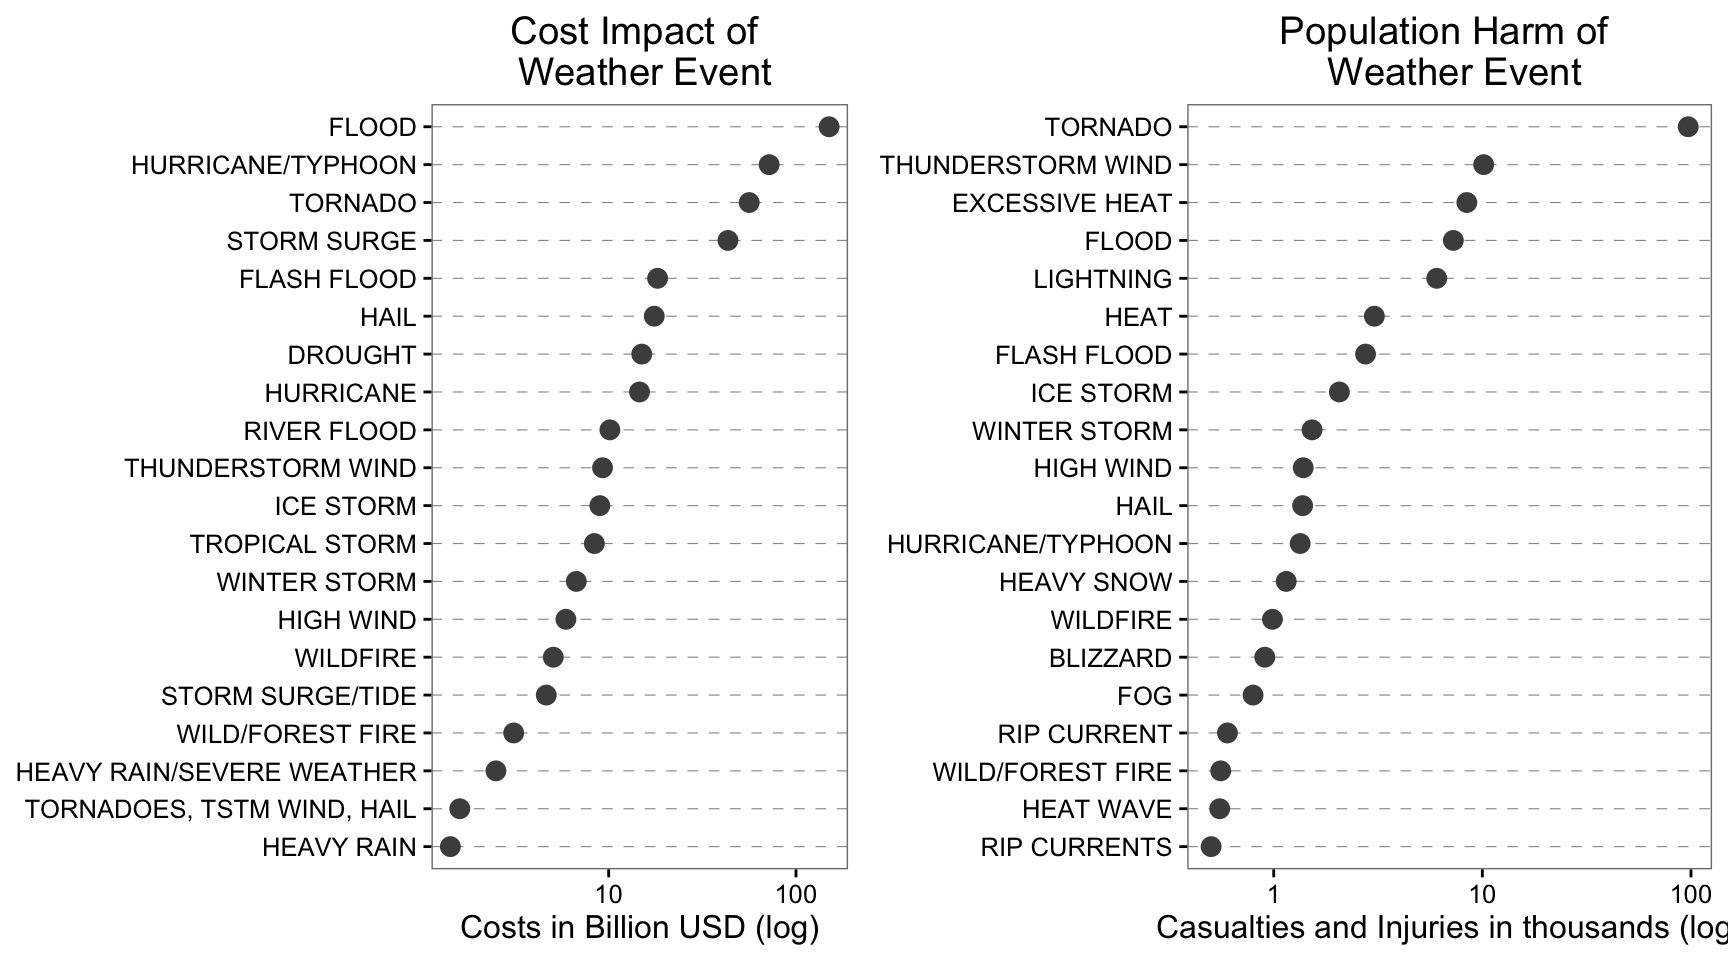 Cost Impact of
Weather Event
FLOOD
HURRICANE/TYPHOON
TORNADO
STORM SURGE
FLASH FLOOD
HAIL
DROUGHT
HURRICANE
RIVER FLOOD
THUNDERSTORM WIND
ICE STORM
TROPICAL STORM
WINTER STORM
HIGH WIND
WILDFIRE
STORM SURGE/TIDE
WILD/FOREST FIRE
HEAVY RAIN/SEVERE WEATHER
TORNADOES, TSTM WIND, HAIL
HEAVY RAIN
10 100
Costs in Billion USD (log)
Population Harm of
Weather Event
TORNADO
THUNDERSTORM WIND
EXCESSIVE HEAT
FLOOD
LIGHTNING
HEAT
FLASH FLOOD
ICE STORM
WINTER STORM
HIGH WIND
HAIL
HURRICANE/TYPHOON
HEAVY SNOW
WILDFIRE
BLIZZARD
FOG
RIP CURRENT
WILD/FOREST FIRE
HEAT WAVE
RIP CURRENTS
1 10 100
Casualties and Injuries in thousands (log